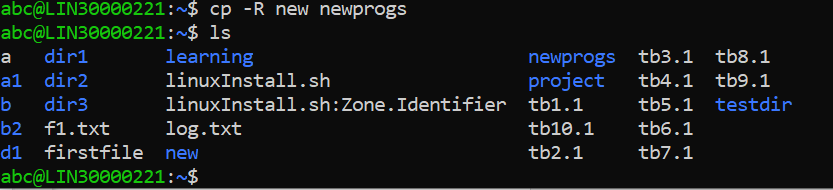 abc@LIN30000221:~$ cp -R new newprogs
abc@LIN30000221:~$ ls
a   dir1       learning                         newprogs  tb3.1  tb8.1
a1  dir2       linuxInstall.sh                  project   tb4.1  tb9.1
b   dir3       linuxInstall.sh:Zone.Identifier  tb1.1     tb5.1  testdir
b2  f1.txt     log.txt                          tb10.1    tb6.1
d1  firstfile  new                              tb2.1     tb7.1
abc@LIN30000221:~$